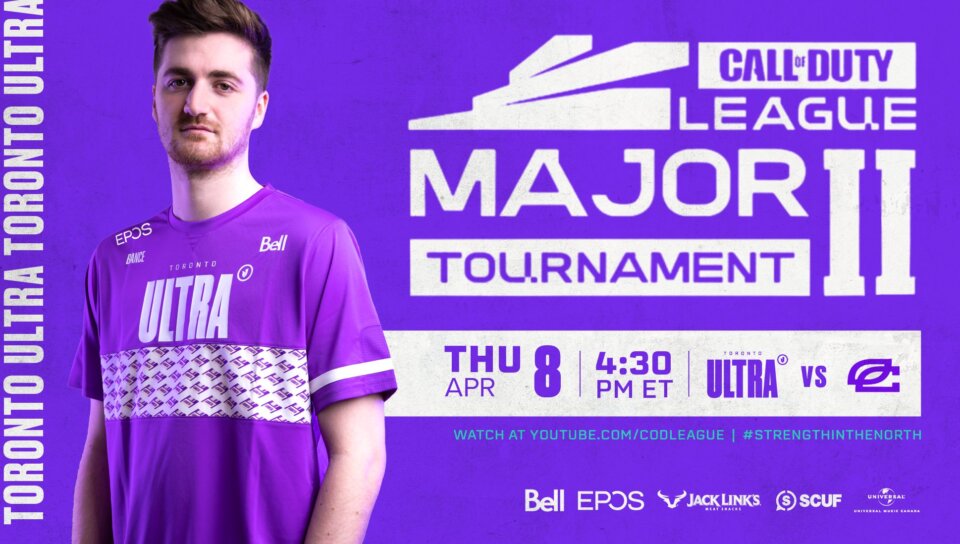 TORONTO ULTRA TORONTO ULTRA
CALL OF DUTY
LEAGUE
MAJOR II
TOURNAMENT
EPOS
Bell
BANCE
TORONTO
ULTRA
THU
APR
8
4:30
PM ET
TORONTO
ULTRA
VS
WATCH AT YOUTUBE.COM/CODLEAGUE | #STRENGTHINTHENORTH
Bell
EPOS
JACK LINK'S
MEAT SNACKS
SCUF
UNIVERSAL
UNIVERSAL MUSIC CANADA